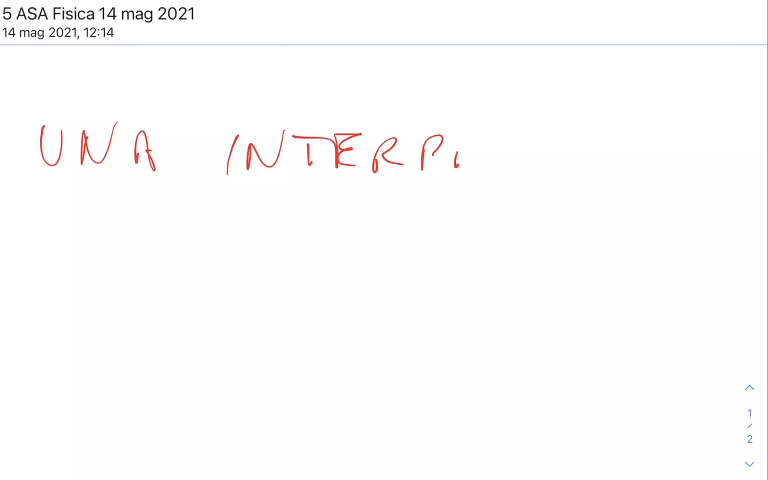 5 ASA Fisica 14 mag 2021
14 mag 2021, 12:14
UNA INTERP
1
/
2